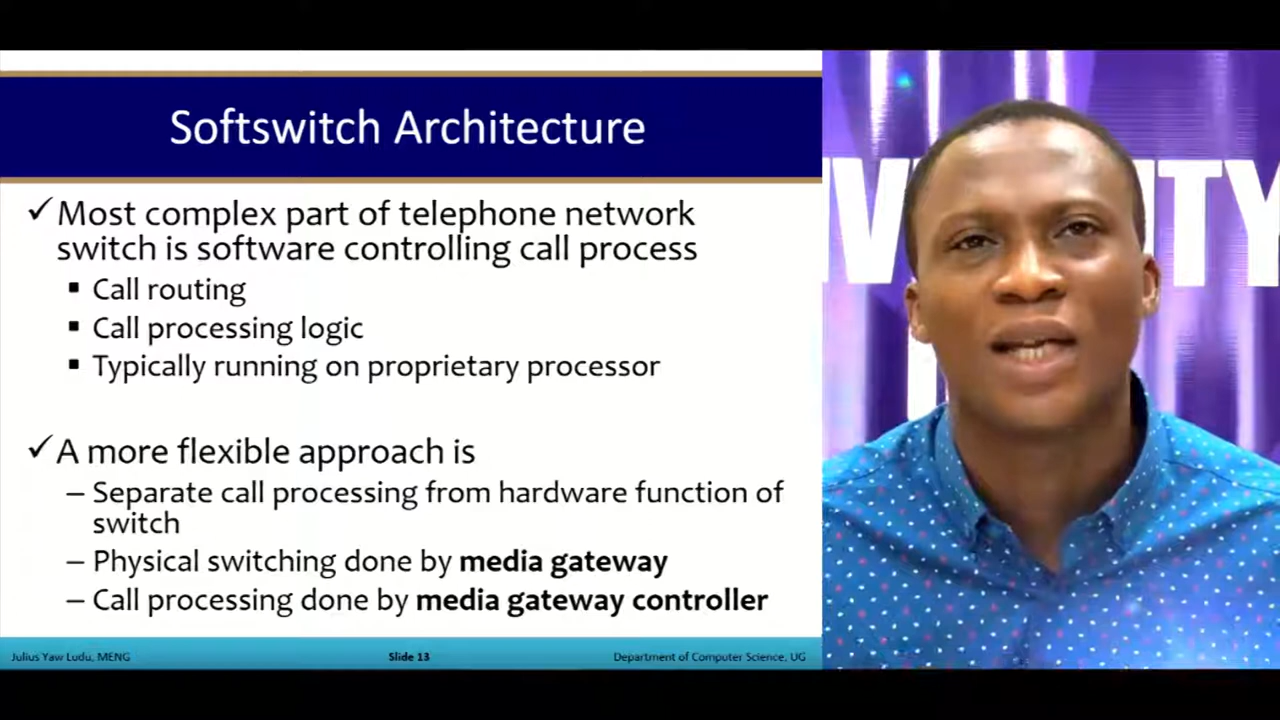 Softswitch Architecture
✓ Most complex part of telephone network
switch is software controlling call process
▪ Call routing
▪ Call processing logic
▪ Typically running on proprietary processor
✓ A more flexible approach is
– Separate call processing from hardware function of
switch
– Physical switching done by media gateway
– Call processing done by media gateway controller
Julius Yaw Ludu, MENG
Slide 13
Department of Computer Science, UG